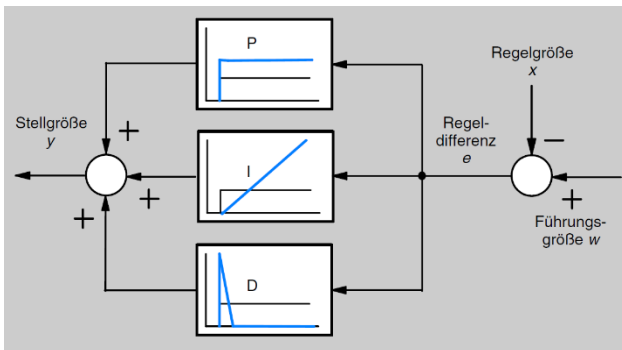 P
Regelgröße
x
Stellgröße
y
+
Regel-
differenz
e
−
I
+
+
+
Führungs-
größe w
D